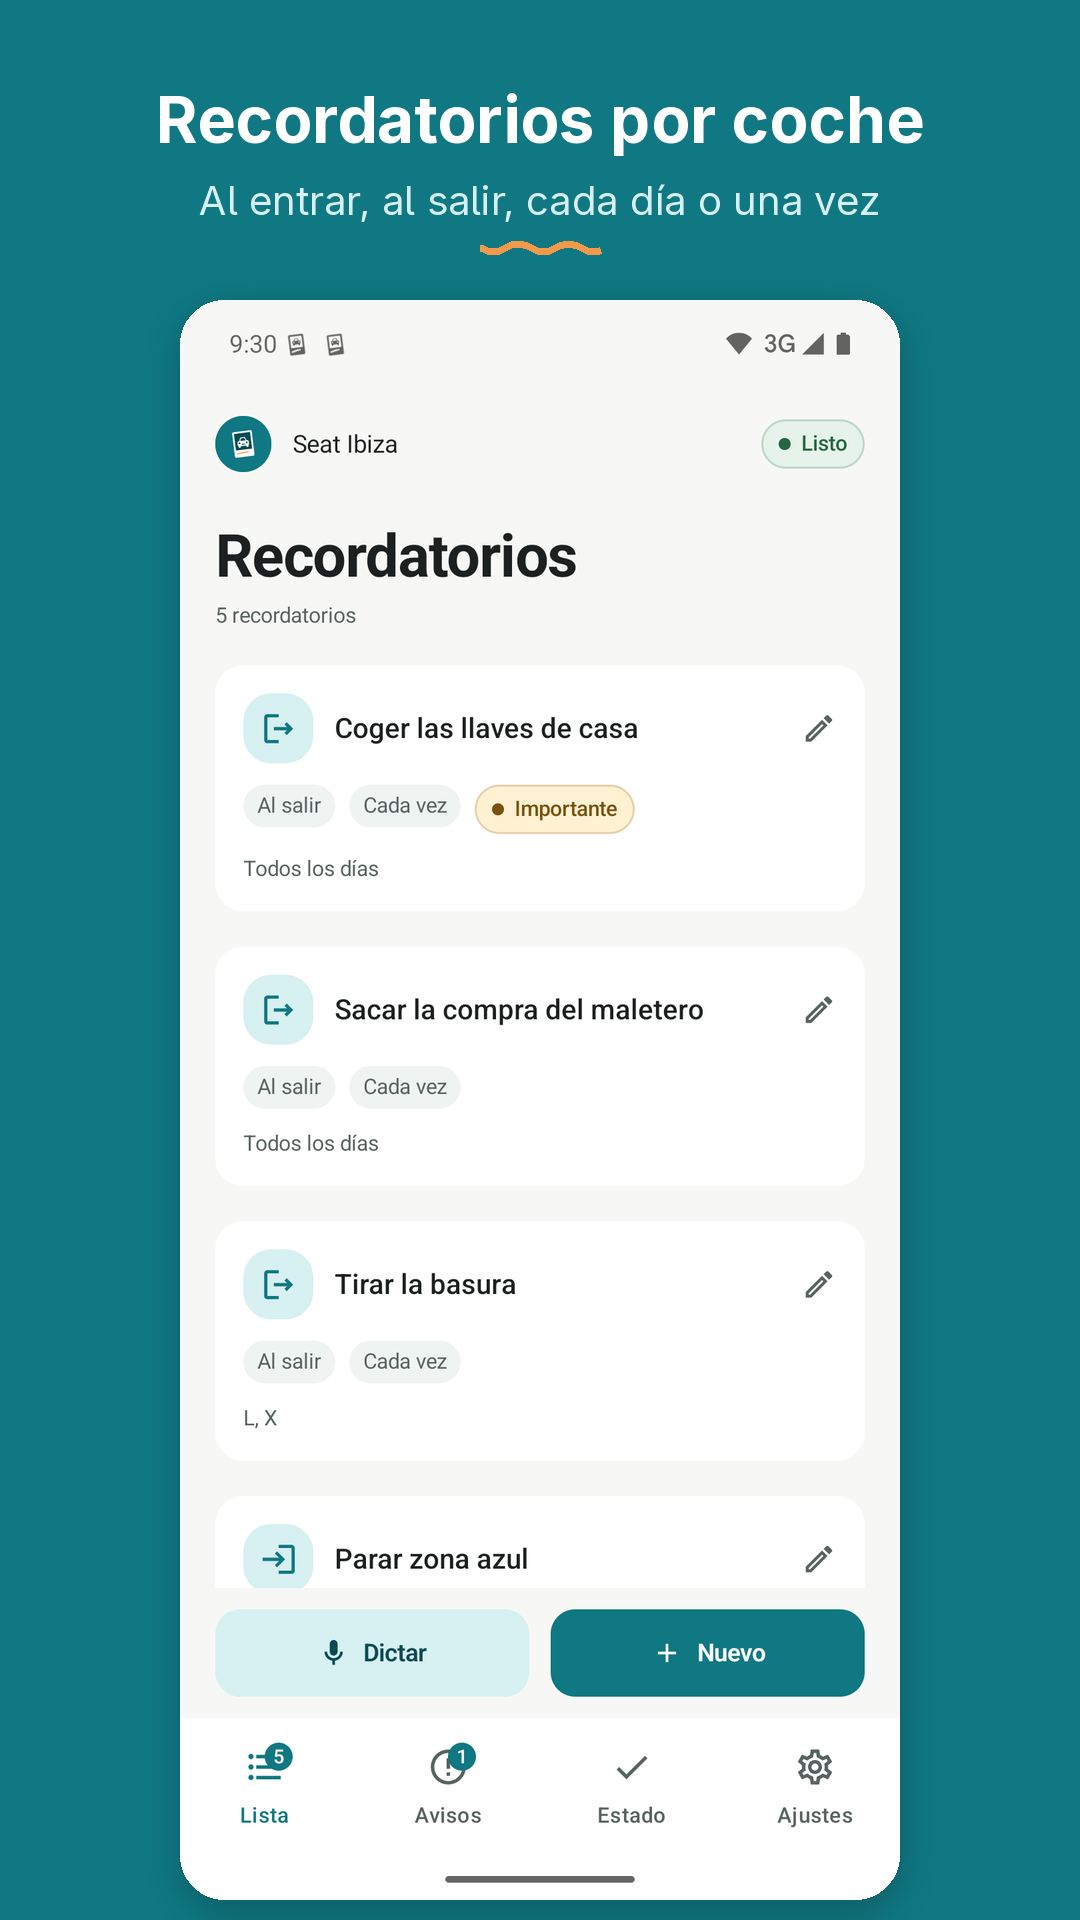 Recordatorios por coche
Al entrar, al salir, cada día o una vez
9:30 3G
Seat Ibiza Listo
Recordatorios
5 recordatorios
Coger las llaves de casa
Al salir Cada vez Importante
Todos los días
Sacar la compra del maletero
Al salir Cada vez
Todos los días
Tirar la basura
Al salir Cada vez
L, X
Parar zona azul
Dictar Nuevo
5 1
Lista Avisos Estado Ajustes